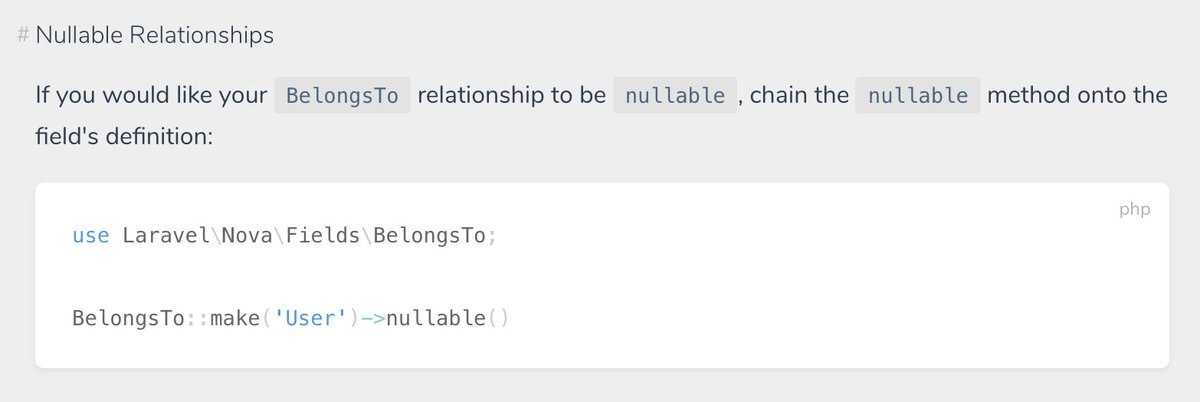 # Nullable Relationships
If you would like your BelongsTo relationship to be nullable , chain the nullable method onto the
field's definition:
php
use Laravel\Nova\Fields\BelongsTo;
BelongsTo::make('User')->nullable()